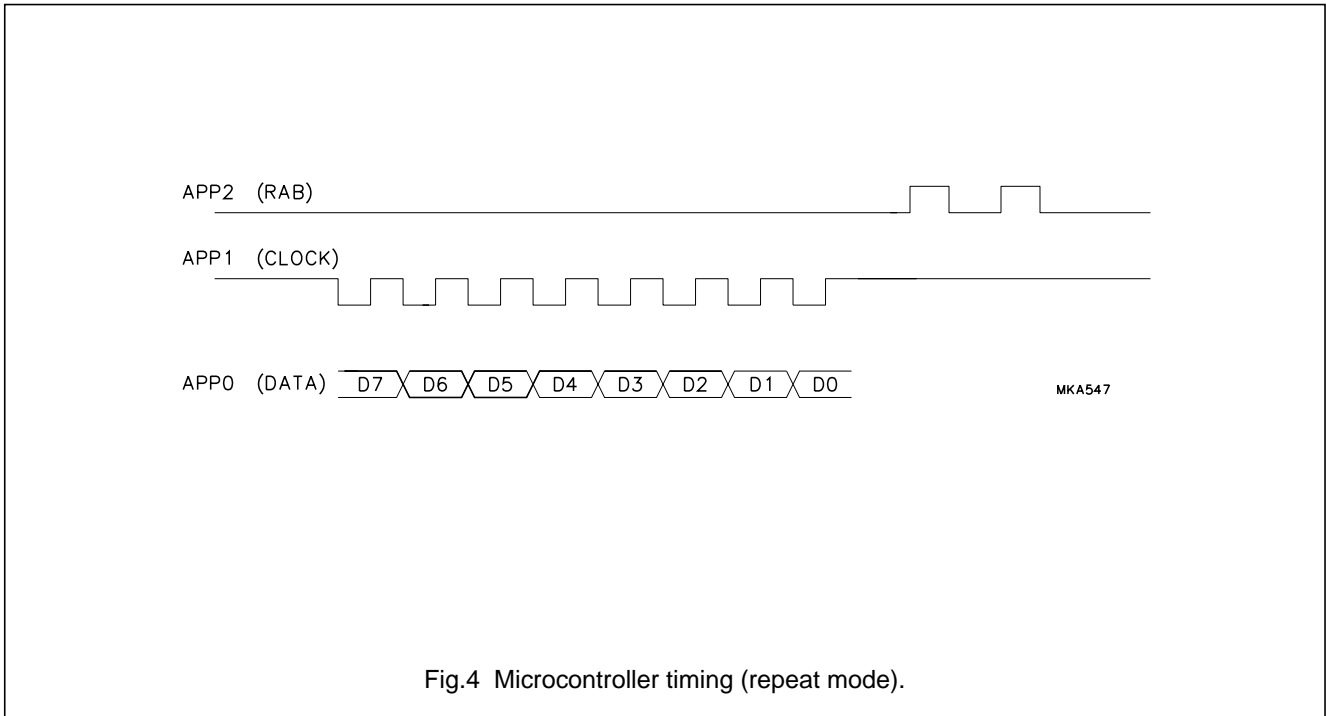 APP2 (RAB)
APP1 (CLOCK)
APP0 (DATA) D7 D6 D5 D4 D3 D2 D1 D0
MKA547
Fig.4 Microcontroller timing (repeat mode).